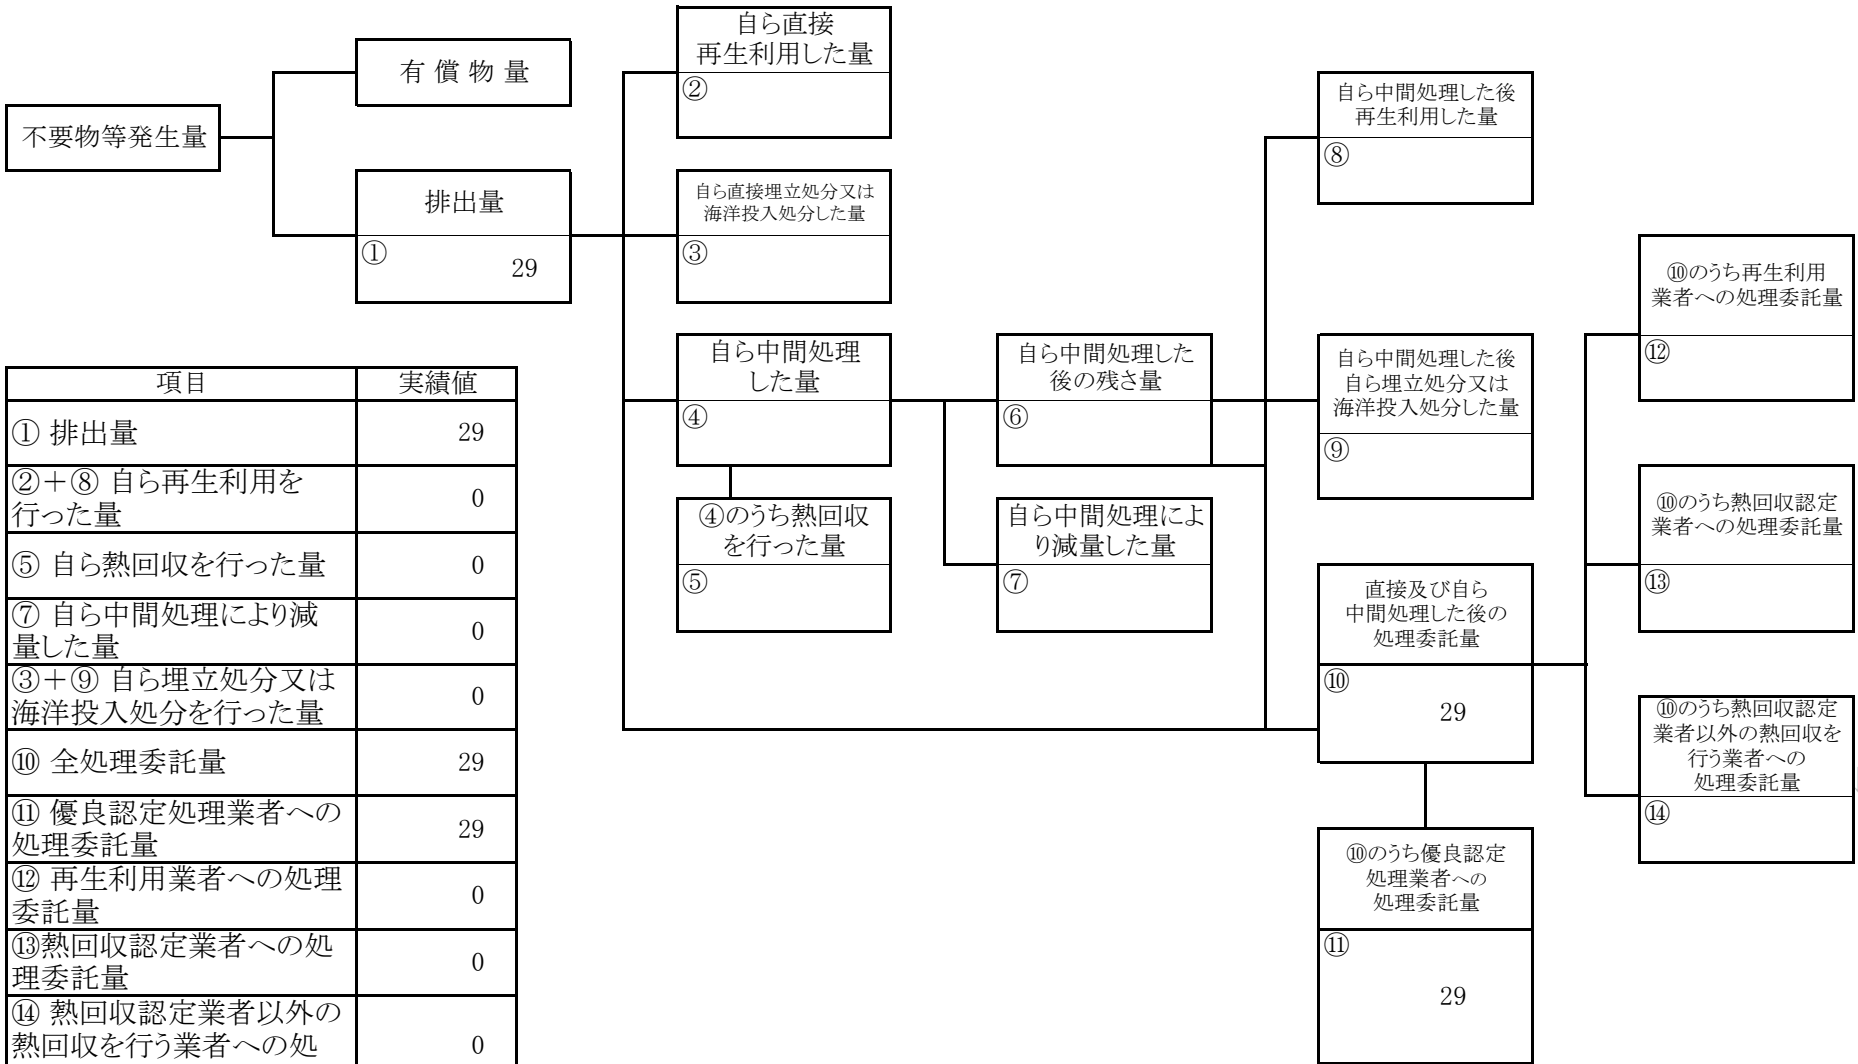 不要物等発生量
有 償 物 量
排出量
①
29
自ら直接
再生利用した量
②
自ら直接埋立処分又は
海洋投入処分した量
③
自ら中間処理
した量
④
④のうち熱回収
を行った量
⑤
自ら中間処理した
後の残さ量
⑥
自ら中間処理によ
り減量した量
⑦
自ら中間処理した後
再生利用した量
⑧
自ら中間処理した後
自ら埋立処分又は
海洋投入処分した量
⑨
直接及び自ら
中間処理した後の
処理委託量
⑩
29
⑩のうち優良認定
処理業者への
処理委託量
⑪
29
⑩のうち再生利用
業者への処理委託量
⑫
⑩のうち熱回収認定
業者への処理委託量
⑬
⑩のうち熱回収認定
業者以外の熱回収を
行う業者への
処理委託量
⑭
項目 実績値
① 排出量 29
②＋⑧ 自ら再生利用を
行った量 0
⑤ 自ら熱回収を行った量 0
⑦ 自ら中間処理により減
量した量 0
③＋⑨ 自ら埋立処分又は
海洋投入処分を行った量 0
⑩ 全処理委託量 29
⑪ 優良認定処理業者への
処理委託量 29
⑫ 再生利用業者への処理
委託量 0
⑬熱回収認定業者への処
理委託量 0
⑭ 熱回収認定業者以外の
熱回収を行う業者への処 0